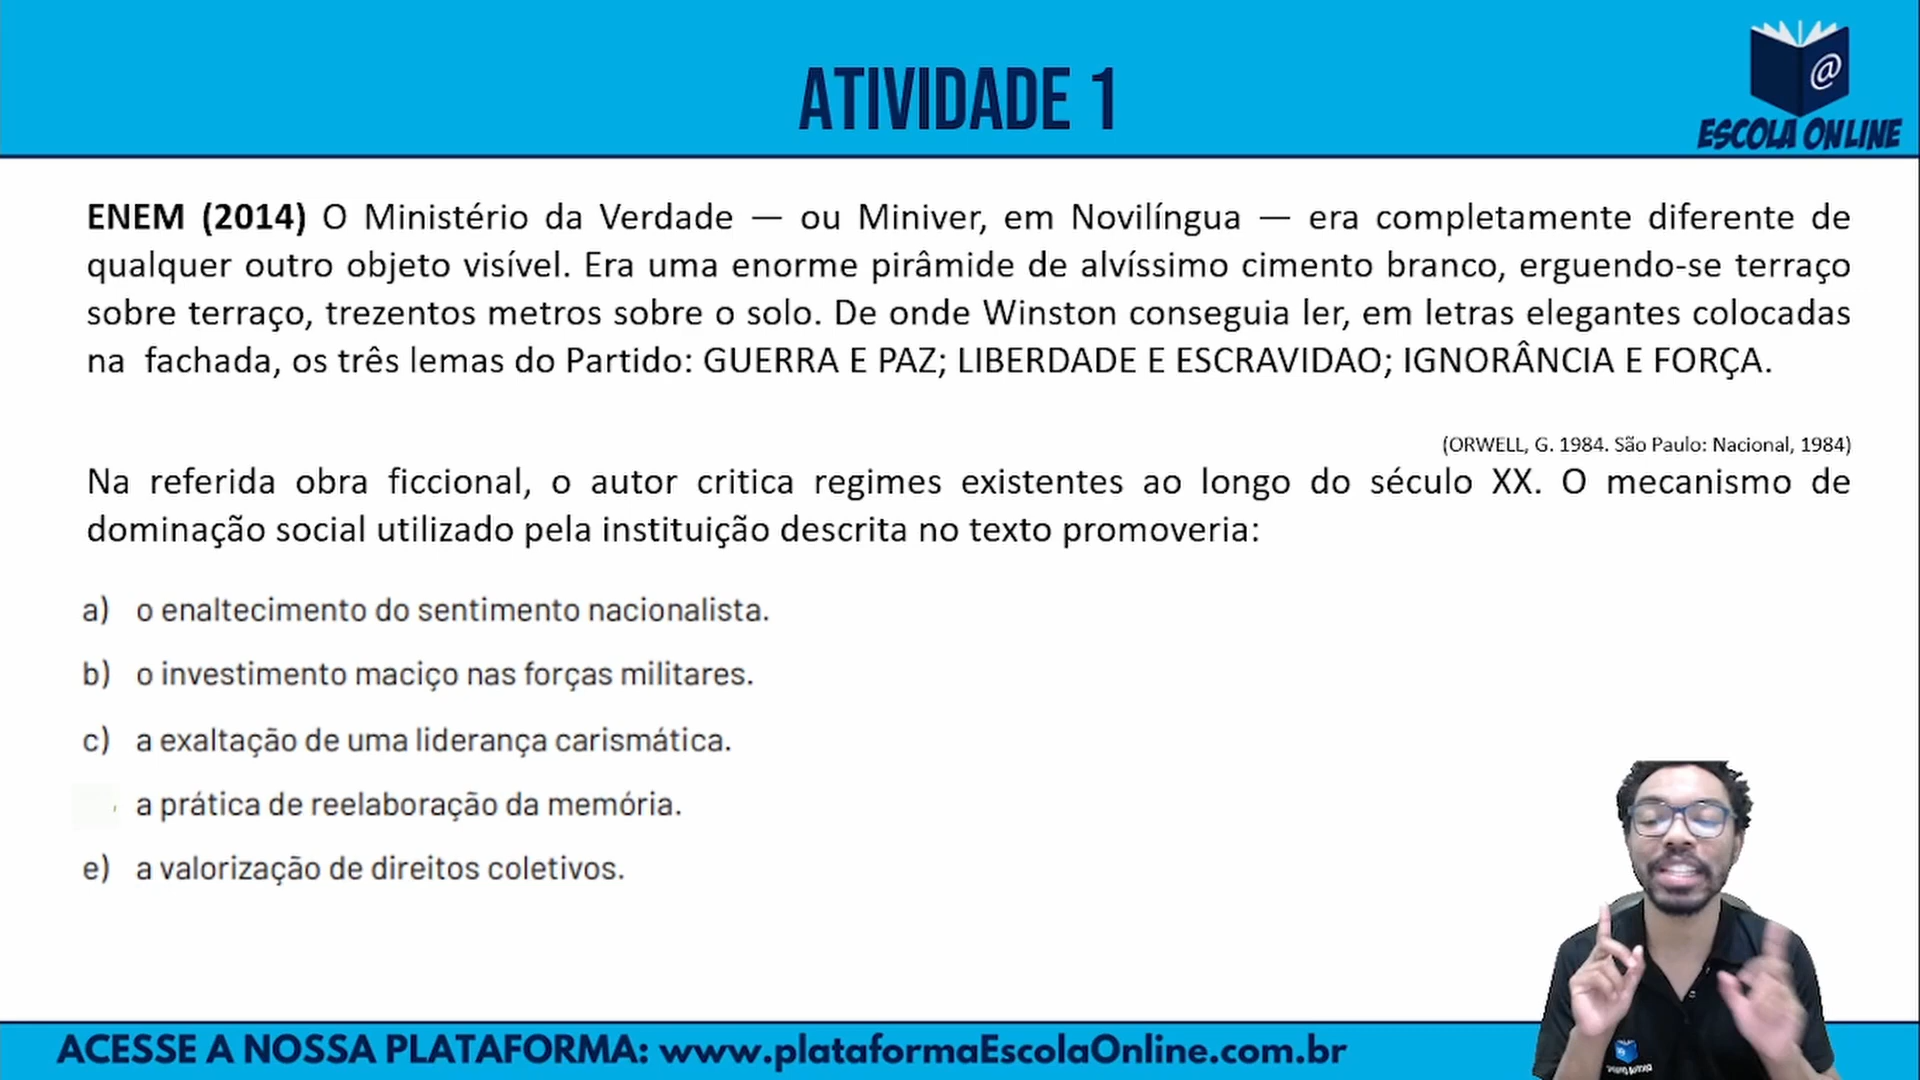 ATIVIDADE 1
@
ESCOLA ONLINE
ENEM (2014) O Ministério da Verdade — ou Miniver, em Novilíngua — era completamente diferente de
qualquer outro objeto visível. Era uma enorme pirâmide de alvíssimo cimento branco, erguendo-se terraço
sobre terraço, trezentos metros sobre o solo. De onde Winston conseguia ler, em letras elegantes colocadas
na fachada, os três lemas do Partido: GUERRA E PAZ; LIBERDADE E ESCRAVIDAO; IGNORÂNCIA E FORÇA.
(ORWELL, G. 1984. São Paulo: Nacional, 1984)
Na referida obra ficcional, o autor critica regimes existentes ao longo do século XX. O mecanismo de
dominação social utilizado pela instituição descrita no texto promoveria:
a) o enaltecimento do sentimento nacionalista.
b) o investimento maciço nas forças militares.
c) a exaltação de uma liderança carismática.
a prática de reelaboração da memória.
e) a valorização de direitos coletivos.
ACESSE A NOSSA PLATAFORMA: www.plataformaEscolaOnline.com.br